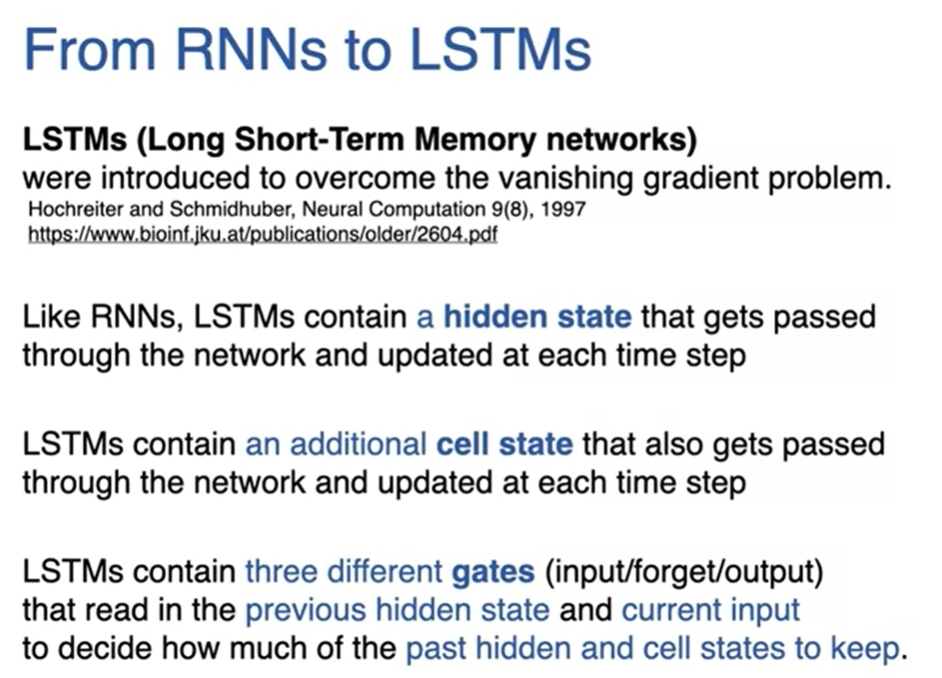 From RNNs to LSTMs
LSTMs (Long Short-Term Memory networks)
were introduced to overcome the vanishing gradient problem.
Hochreiter and Schmidhuber, Neural Computation 9(8), 1997
https://www.bioinf.jku.at/publications/older/2604.pdf
Like RNNs, LSTMs contain a hidden state that gets passed
through the network and updated at each time step
LSTMs contain an additional cell state that also gets passed
through the network and updated at each time step
LSTMs contain three different gates (input/forget/output)
that read in the previous hidden state and current input
to decide how much of the past hidden and cell states to keep.